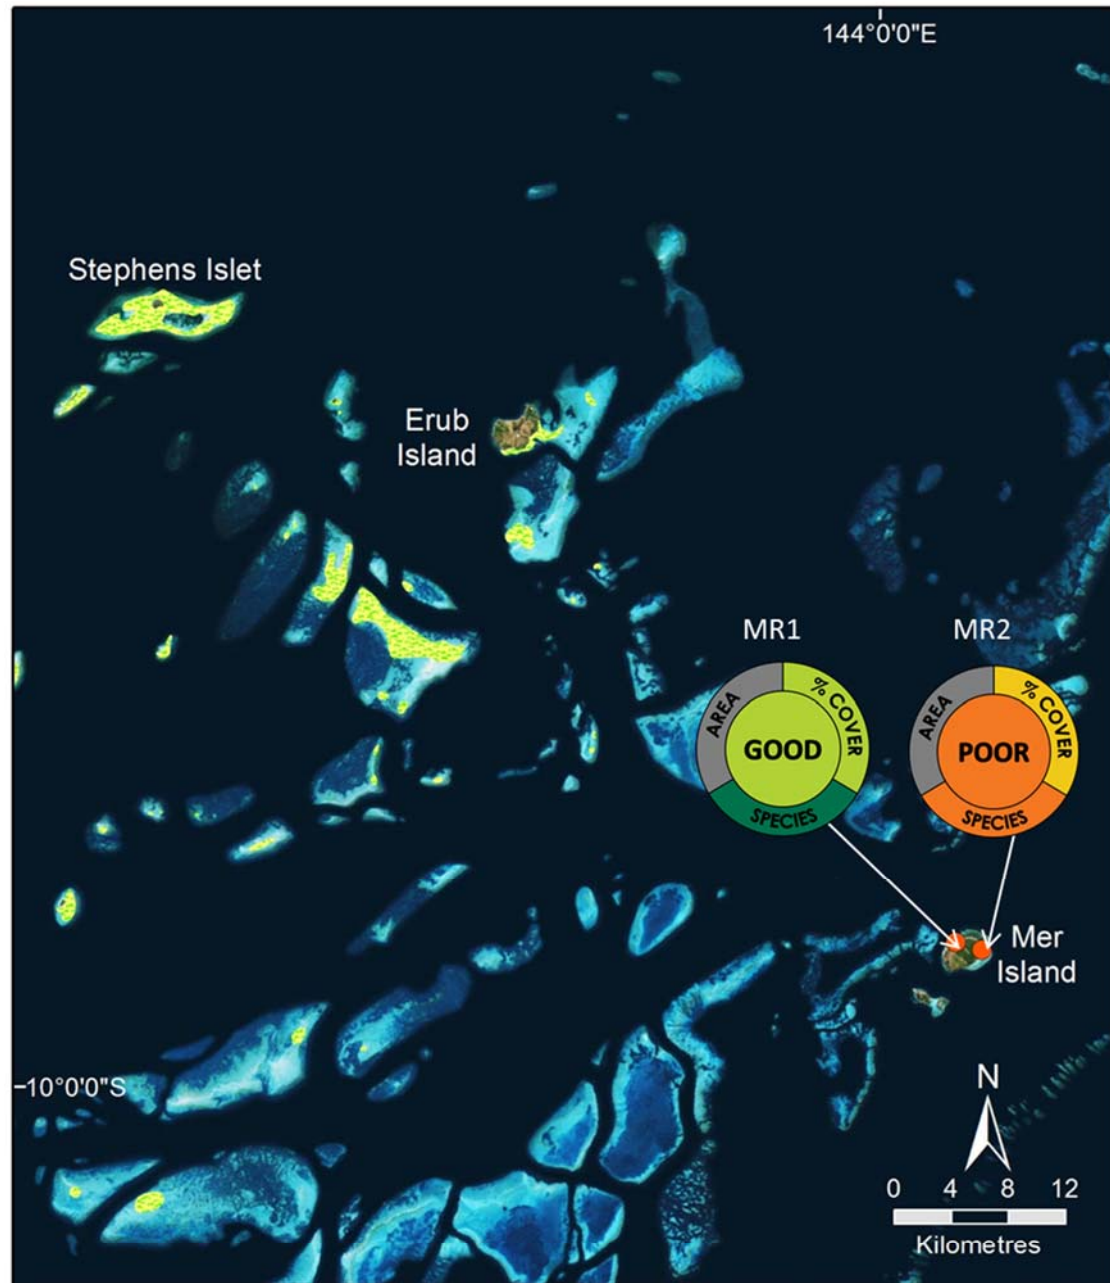 144°0'0"E
Stephens Islet
Erub
Island
MR1
MR2
AREA
% COVER
GOOD
SPECIES
AREA
% COVER
POOR
SPECIES
Mer
Island
10°0'0"S
N
0 4 8 12
Kilometres